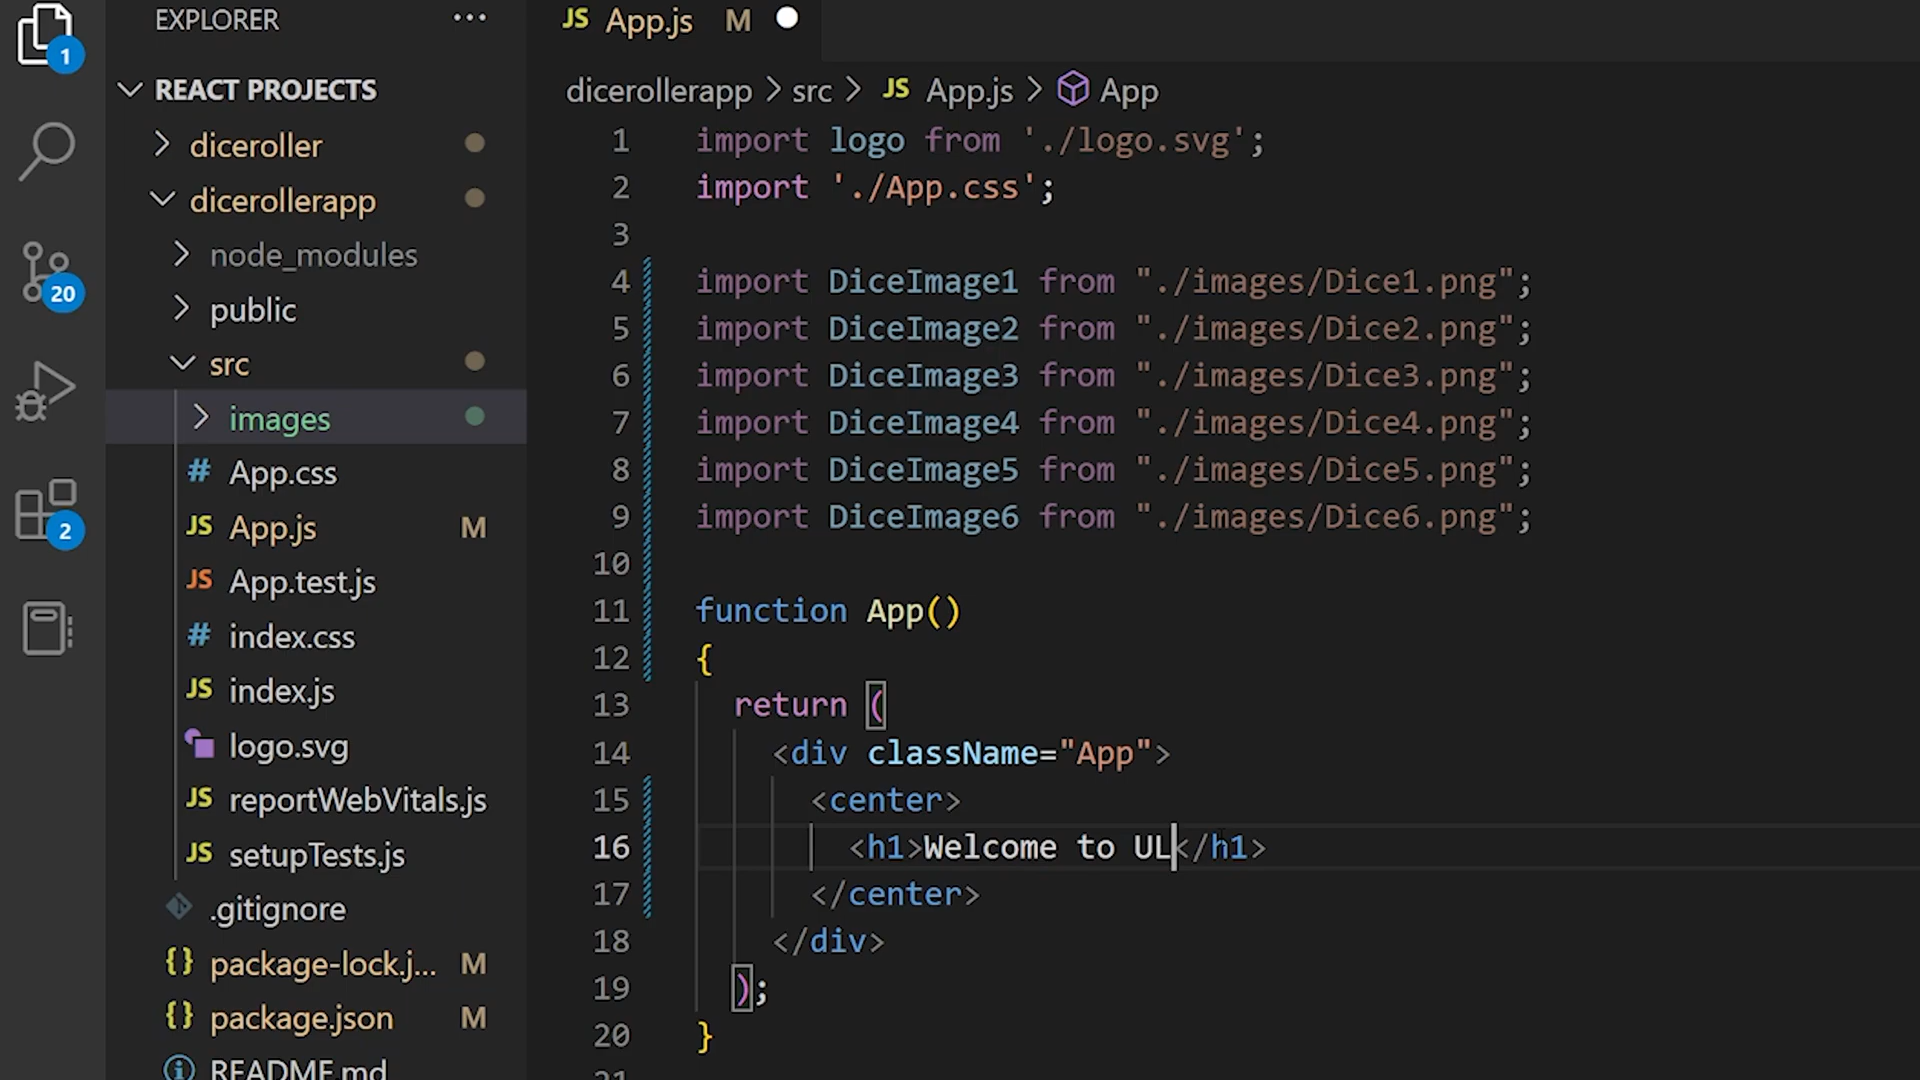 EXPLORER
REACT PROJECTS
diceroller
dicerollerapp
node_modules
public
src
images
App.css
App.js M
App.test.js
index.css
index.js
logo.svg
reportWebVitals.js
setupTests.js
.gitignore
package-lock.j... M
package.json M
README.md
1
20
2
JS App.js M
dicerollerapp > src > JS App.js > App
1 import logo from './logo.svg';
2 import './App.css';
3
4 import DiceImage1 from "./images/Dice1.png";
5 import DiceImage2 from "./images/Dice2.png";
6 import DiceImage3 from "./images/Dice3.png";
7 import DiceImage4 from "./images/Dice4.png";
8 import DiceImage5 from "./images/Dice5.png";
9 import DiceImage6 from "./images/Dice6.png";
10
11 function App()
12 {
13 return (
14 <div className="App">
15 <center>
16 <h1>Welcome to UL</h1>
17 </center>
18 </div>
19 );
20 }
21